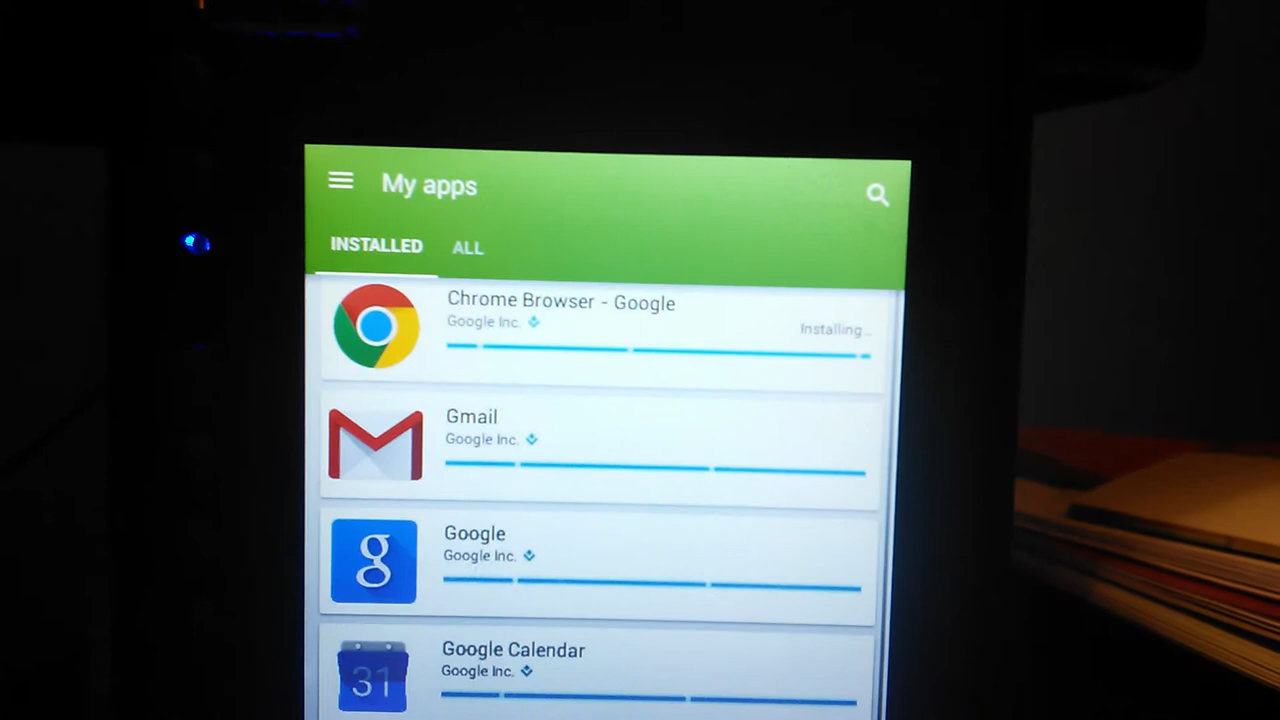 My apps
INSTALLED ALL
Chrome Browser - Google
Google Inc.
Installing...
Gmail
Google Inc.
g
Google
Google Inc.
31
Google Calendar
Google Inc.